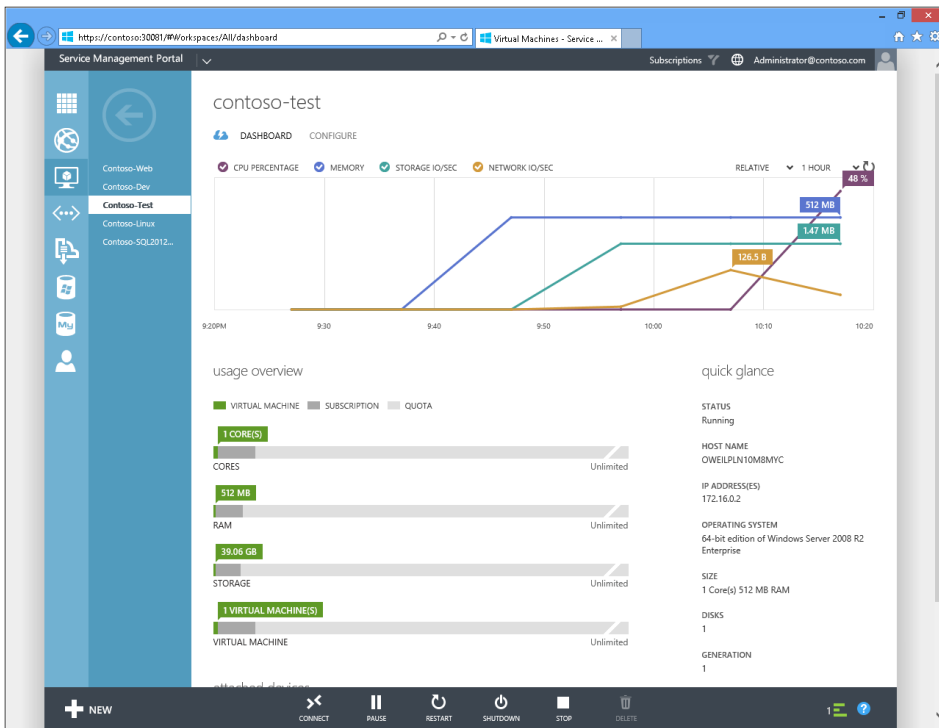 https://contoso:30081/#Workspaces/All/dashboard
Virtual Machines - Service ...
Service Management Portal
Subscriptions
Administrator@contoso.com
contoso-test
DASHBOARD CONFIGURE
Contoso-Web
Contoso-Dev
Contoso-Test
Contoso-Linux
Contoso-SQL2012...
My
CPU PERCENTAGE MEMORY STORAGE IO/SEC NETWORK IO/SEC RELATIVE 1 HOUR
48 %
512 MB
1.47 MB
126.5 B
9:20PM 9:30 9:40 9:50 10:00 10:10 10:20
usage overview
VIRTUAL MACHINE SUBSCRIPTION QUOTA
1 CORE(S)
CORES Unlimited
512 MB
RAM Unlimited
39.06 GB
STORAGE Unlimited
1 VIRTUAL MACHINE(S)
VIRTUAL MACHINE Unlimited
attached devices
quick glance
STATUS
Running
HOST NAME
OWEILPLN10M8MYC
IP ADDRESS(ES)
172.16.0.2
OPERATING SYSTEM
64-bit edition of Windows Server 2008 R2
Enterprise
SIZE
1 Core(s) 512 MB RAM
DISKS
1
GENERATION
1
NEW
CONNECT PAUSE RESTART SHUTDOWN STOP DELETE
1 ?